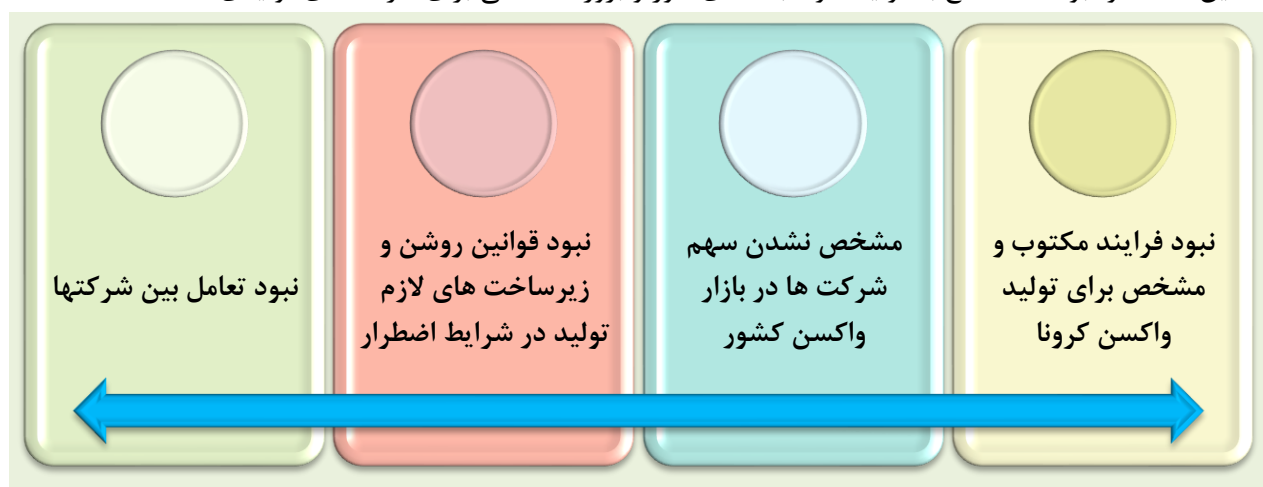 نبود فرایند مکتوب و
مشخص برای تولید
واکسن کرونا
مشخص نشدن سهم
شرکت ها در بازار
واکسن کشور
نبود قوانین روشن و
زیرساخت های لازم
تولید در شرایط اضطرار
نبود تعامل بین شرکتها